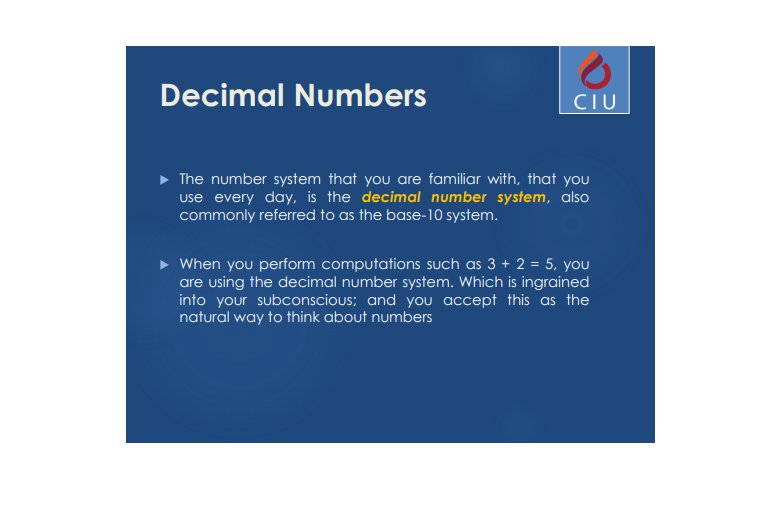 Decimal Numbers
CIU
The number system that you are familiar with, that you
use every day, is the decimal number system, also
commonly referred to as the base-10 system.
When you perform computations such as 3 + 2 = 5, you
are using the decimal number system. Which is ingrained
into your subconscious; and you accept this as the
natural way to think about numbers